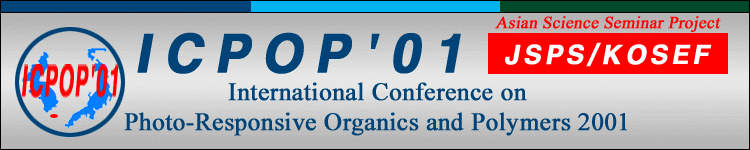 ICPOP'01
ICPOP'01
Asian Science Seminar Project
JSPS/KOSEF
International Conference on
Photo-Responsive Organics and Polymers 2001